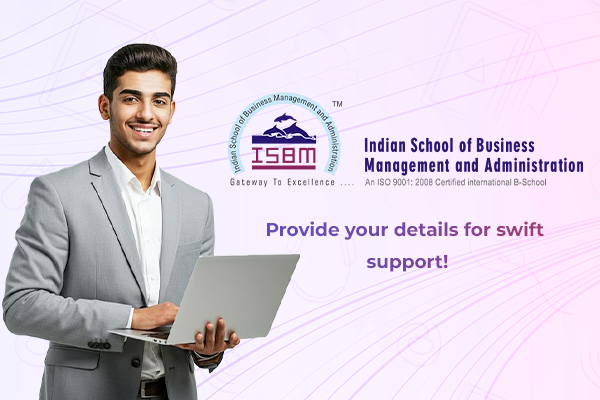 Indian School of Business Management and Administration
TM
ISBM
Gateway To Excellence ....
Indian School of Business
Management and Administration
An ISO 9001: 2008 Certified international B-School
Provide your details for swift
support!